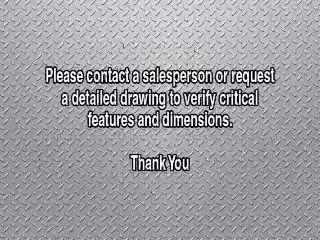 Please contact a salesperson or request
a detailed drawing to verify critical
features and dimensions.
Thank You